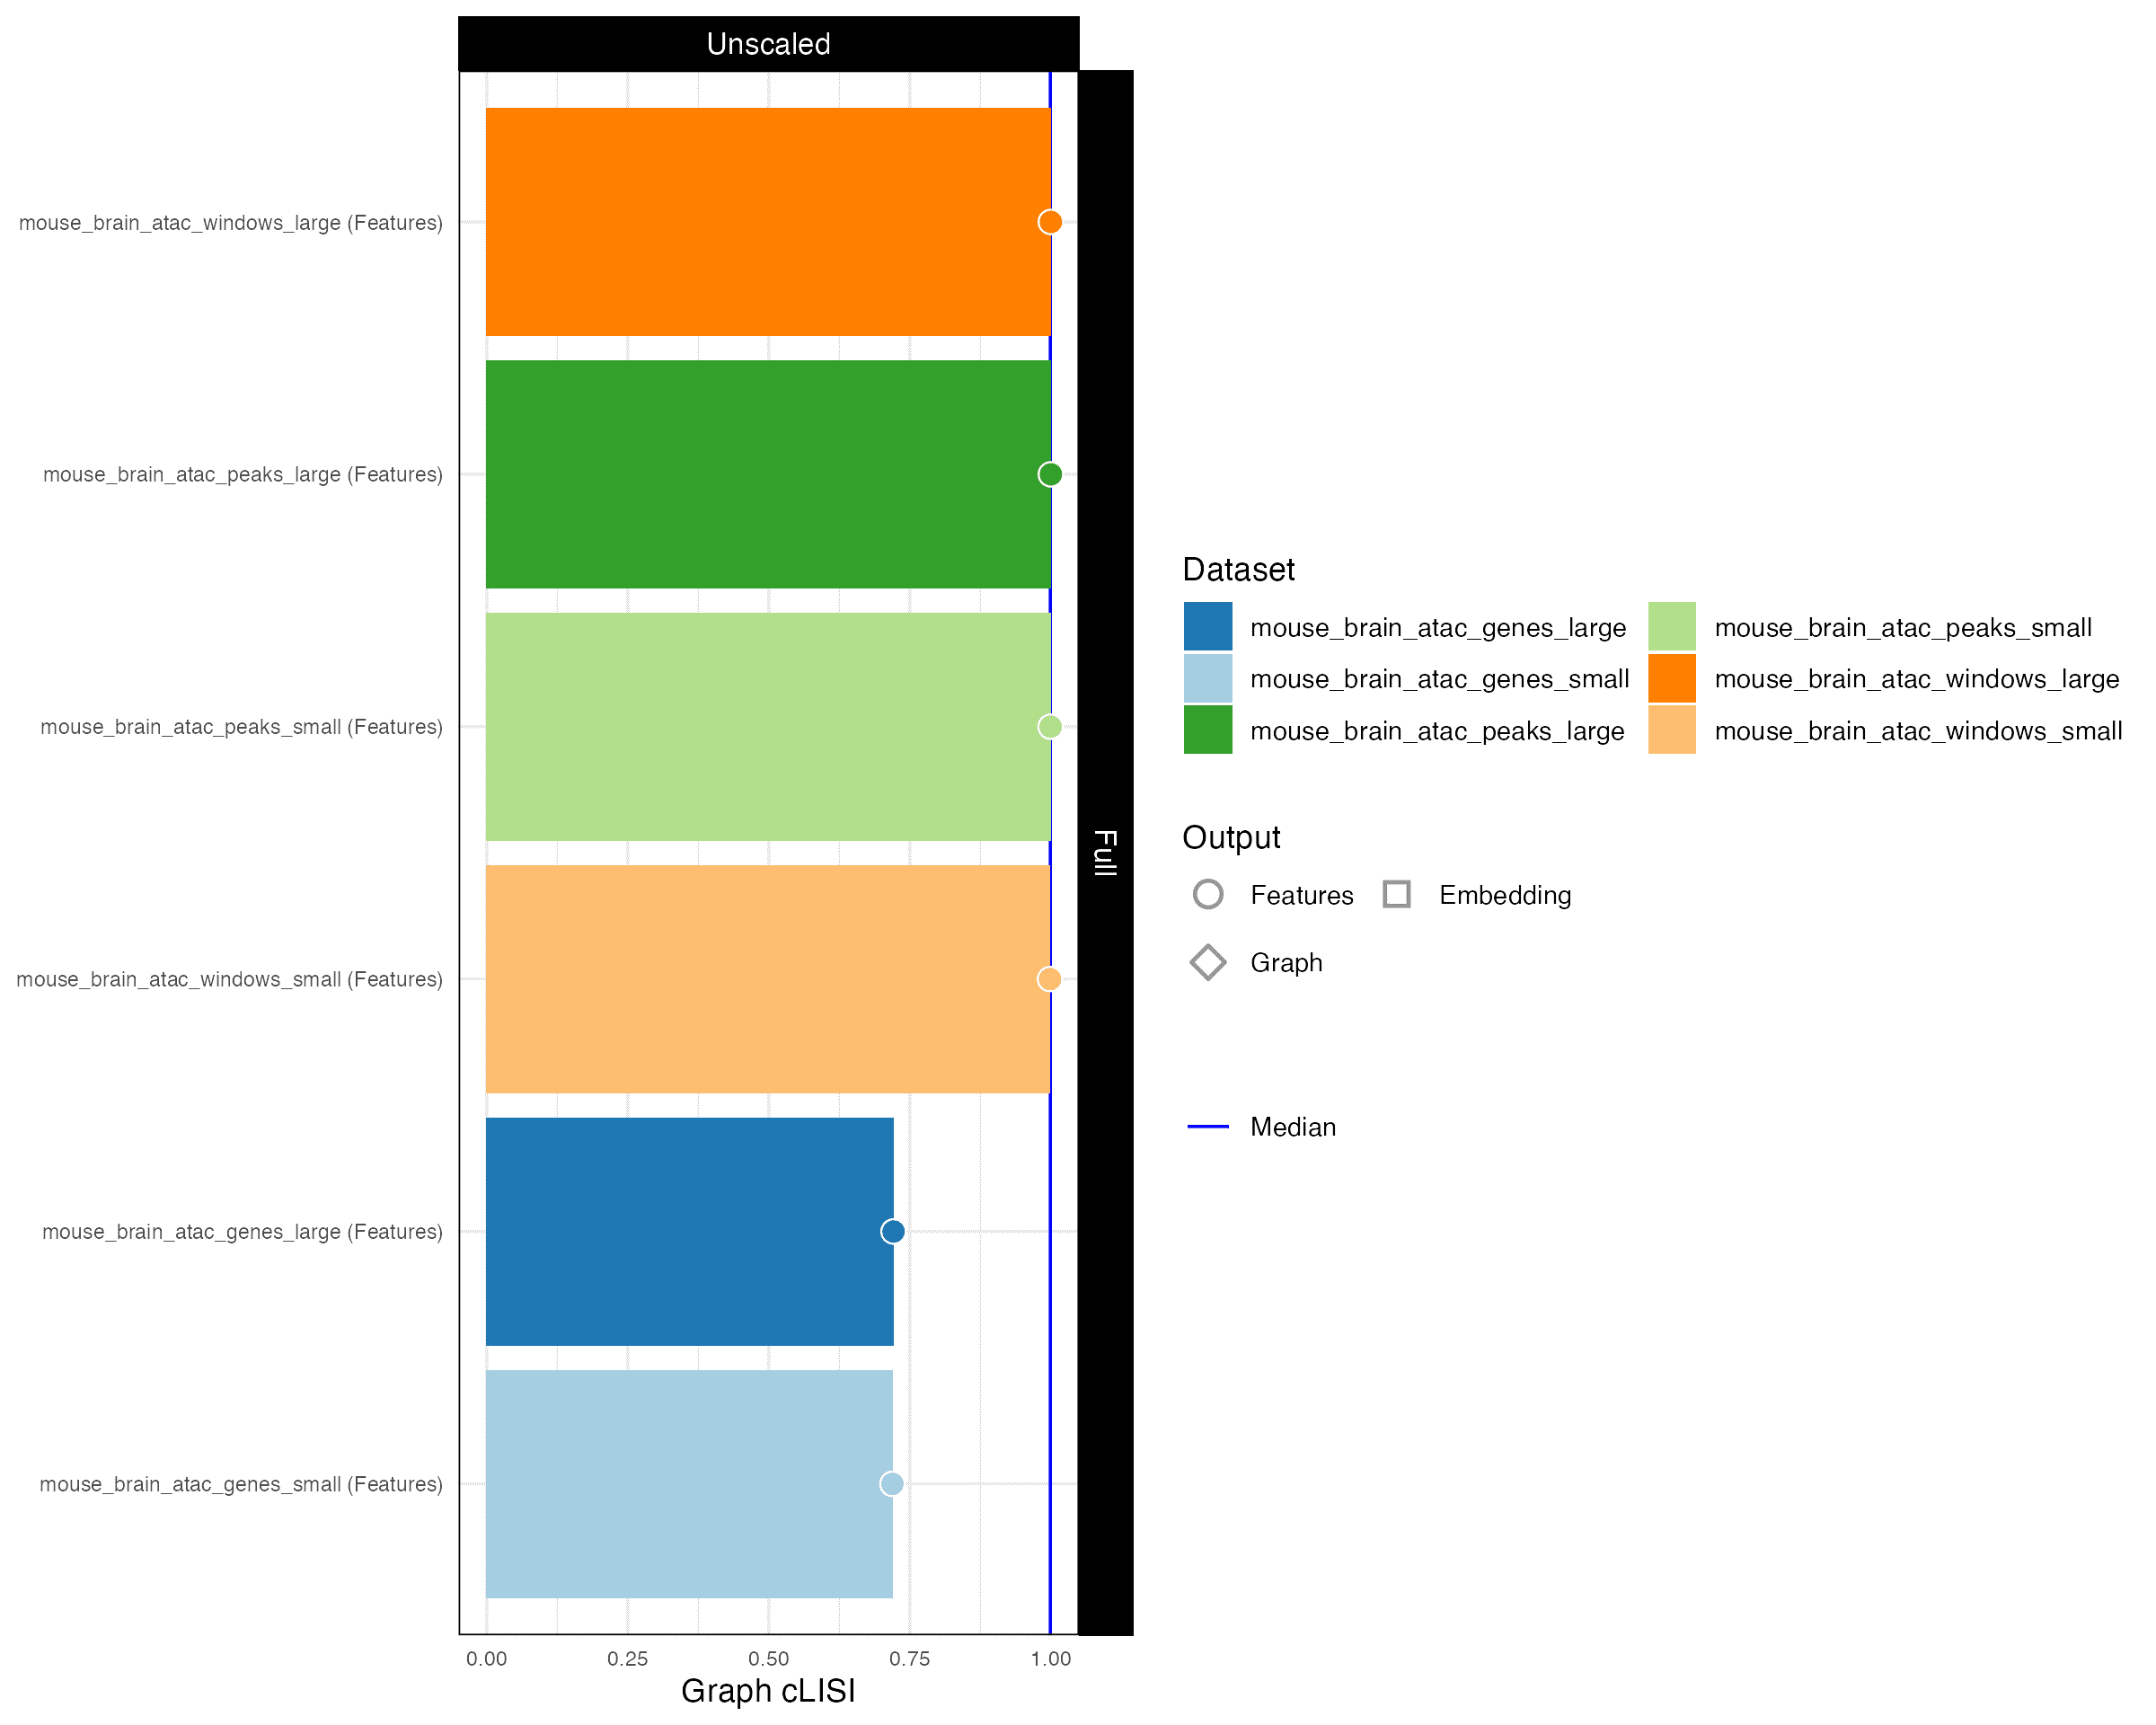 Unscaled
mouse_brain_atac_windows_large (Features)
mouse_brain_atac_peaks_large (Features)
mouse_brain_atac_peaks_small (Features)
mouse_brain_atac_windows_small (Features)
mouse_brain_atac_genes_large (Features)
mouse_brain_atac_genes_small (Features)
0.00 0.25 0.50 0.75 1.00
Graph cLISI
Full
Dataset
mouse_brain_atac_genes_large
mouse_brain_atac_genes_small
mouse_brain_atac_peaks_large
mouse_brain_atac_peaks_small
mouse_brain_atac_windows_large
mouse_brain_atac_windows_small
Output
Features Embedding
Graph
Median